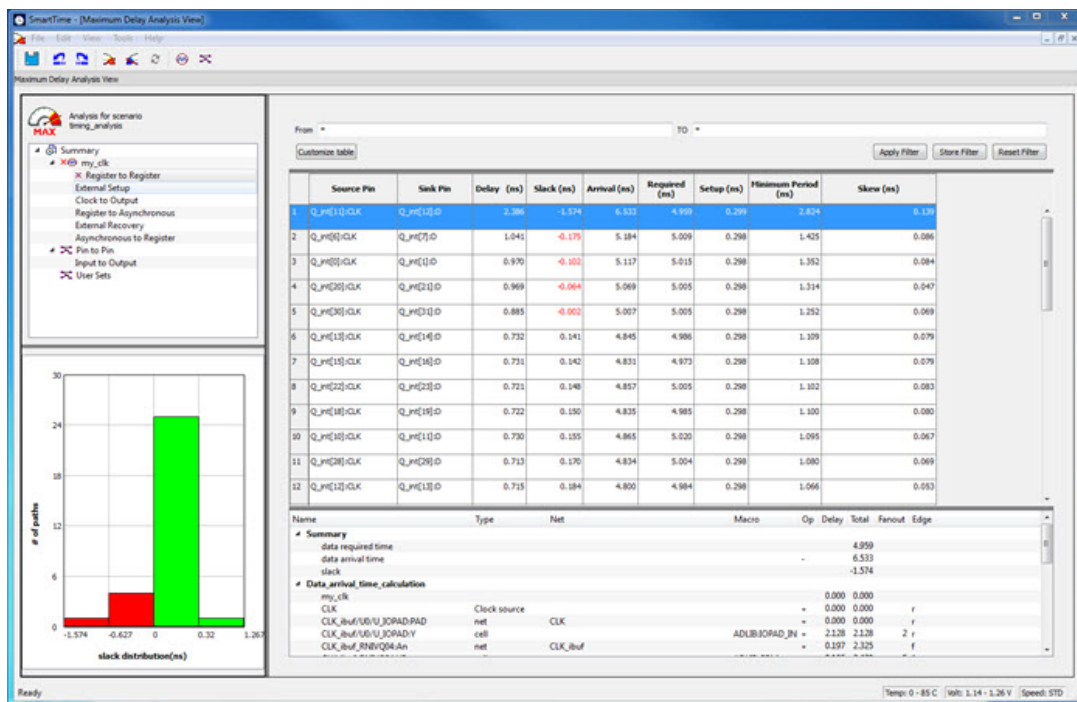 SmartTime - [Maximum Delay Analysis View]
File Edit View Tools Help
Maximum Delay Analysis View
Analysis for scenario
timing_analysis
MAX
Summary
my_clk
Register to Register
External Setup
Clock to Output
Register to Asynchronous
External Recovery
Asynchronous to Register
Pin to Pin
Input to Output
User Sets
From * TO *
Customize table Apply Filter Store Filter Reset Filter
Source Pin Sink Pin Delay (ns) Slack (ns) Arrival (ns) Required (ns) Setup (ns) Minimum Period (ns) Skew (ns)
1 Q_int[11]:CLK Q_int[12]:D 2.386 -1.574 6.533 4.959 0.299 2.824 0.139
2 Q_int[6]:CLK Q_int[7]:D 1.041 -0.175 5.184 5.009 0.298 1.425 0.086
3 Q_int[0]:CLK Q_int[1]:D 0.970 -0.102 5.117 5.015 0.298 1.352 0.084
4 Q_int[20]:CLK Q_int[21]:D 0.969 -0.064 5.069 5.005 0.298 1.314 0.047
5 Q_int[30]:CLK Q_int[31]:D 0.885 -0.002 5.007 5.005 0.298 1.252 0.069
6 Q_int[13]:CLK Q_int[14]:D 0.732 0.141 4.845 4.986 0.298 1.109 0.079
7 Q_int[15]:CLK Q_int[16]:D 0.731 0.142 4.831 4.973 0.298 1.108 0.079
8 Q_int[22]:CLK Q_int[23]:D 0.721 0.148 4.857 5.005 0.298 1.102 0.083
9 Q_int[18]:CLK Q_int[19]:D 0.722 0.150 4.835 4.985 0.298 1.100 0.080
10 Q_int[10]:CLK Q_int[11]:D 0.730 0.155 4.865 5.020 0.298 1.095 0.067
11 Q_int[28]:CLK Q_int[29]:D 0.713 0.170 4.834 5.004 0.298 1.080 0.069
12 Q_int[12]:CLK Q_int[13]:D 0.715 0.184 4.800 4.984 0.298 1.066 0.053
# of paths
30
24
18
12
6
0
-1.574 -0.627 0 0.32 1.267
slack distribution(ns)
Name Type Net Macro Op Delay Total Fanout Edge
Summary
data required time 4.959
data arrival time - 6.533
slack -1.574
Data_arrival_time_calculation
my_clk 0.000 0.000
CLK Clock source + 0.000 0.000 r
CLK_ibuf/U0/U_IOPAD:PAD net CLK + 0.000 0.000 r
CLK_ibuf/U0/U_IOPAD:Y cell ADLIB:IOPAD_IN + 2.128 2.128 2 r
CLK_ibuf_RNIVQ04:An net CLK_ibuf + 0.197 2.325 f
Ready Temp: 0 - 85 C Volt: 1.14 - 1.26 V Speed: STD